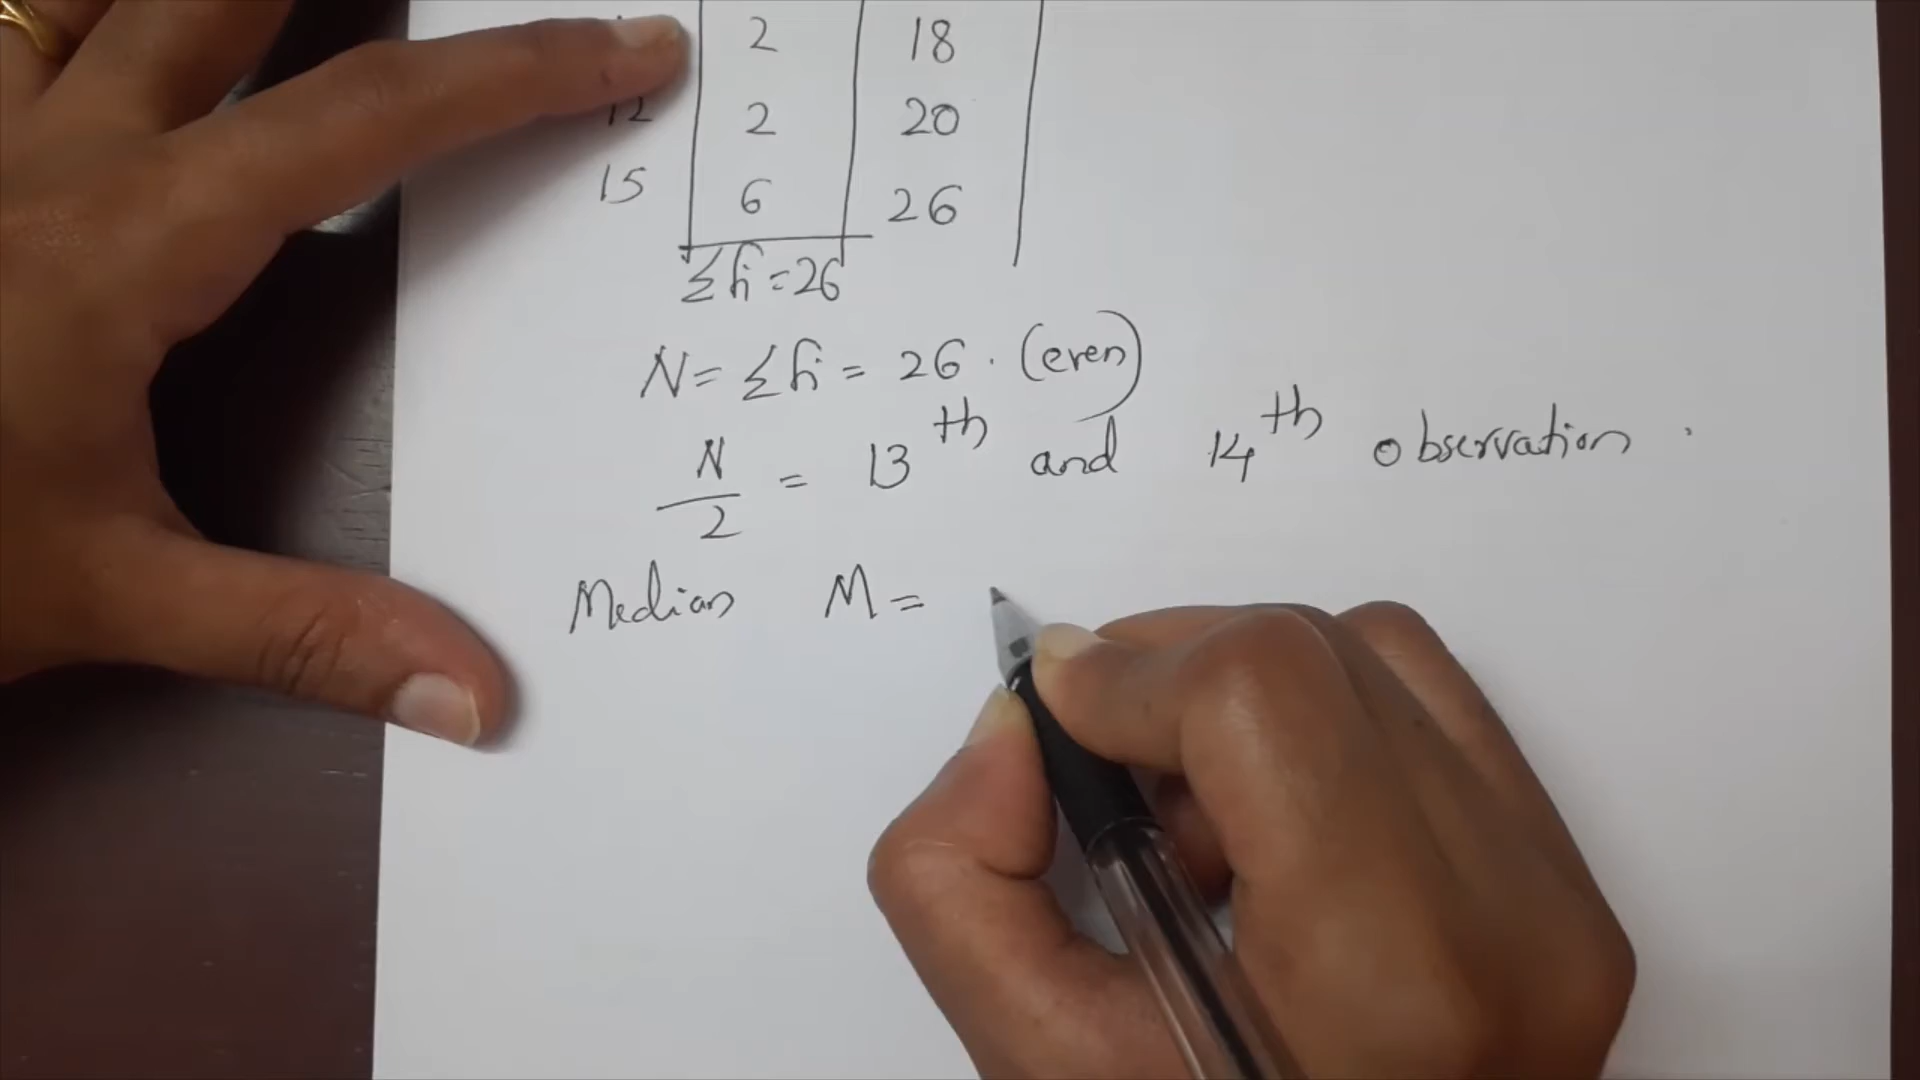 2 18
12 2 20
15 6 26
Σfi = 26
N = Σfi = 26 . (even)
N/2 = 13th and 14th observation .
Median M =